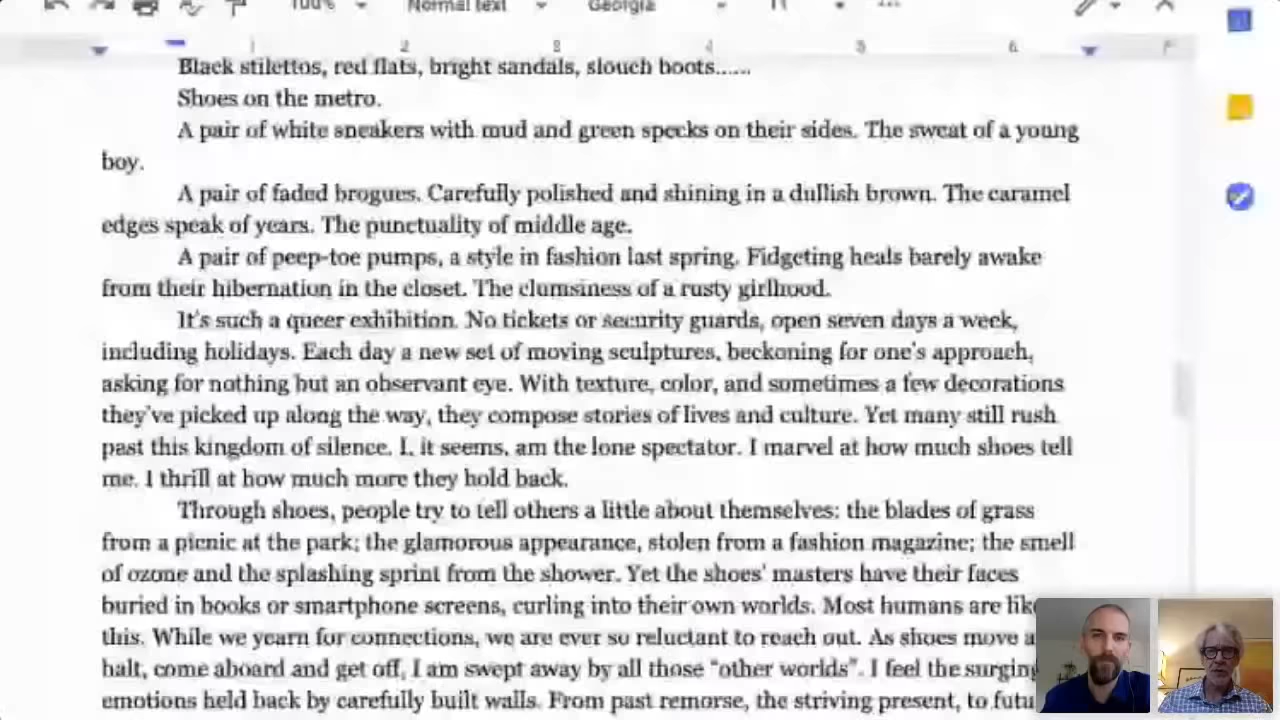 100%
Normal text
Georgia
11
1 2 3 4 5 6 7
Black stilettos, red flats, bright sandals, slouch boots......
Shoes on the metro.
A pair of white sneakers with mud and green specks on their sides. The sweat of a young
boy.
A pair of faded brogues. Carefully polished and shining in a dullish brown. The caramel
edges speak of years. The punctuality of middle age.
A pair of peep-toe pumps, a style in fashion last spring. Fidgeting heals barely awake
from their hibernation in the closet. The clumsiness of a rusty girlhood.
It's such a queer exhibition. No tickets or security guards, open seven days a week,
including holidays. Each day a new set of moving sculptures, beckoning for one's approach,
asking for nothing but an observant eye. With texture, color, and sometimes a few decorations
they've picked up along the way, they compose stories of lives and culture. Yet many still rush
past this kingdom of silence. I, it seems, am the lone spectator. I marvel at how much shoes tell
me. I thrill at how much more they hold back.
Through shoes, people try to tell others a little about themselves: the blades of grass
from a picnic at the park; the glamorous appearance, stolen from a fashion magazine; the smell
of ozone and the splashing sprint from the shower. Yet the shoes' masters have their faces
buried in books or smartphone screens, curling into their own worlds. Most humans are
this. While we yearn for connections, we are ever so reluctant to reach out. As shoes move
halt, come aboard and get off, I am swept away by all those "other worlds". I feel the surging
emotions held back by carefully built walls. From past remorse, the striving present, to